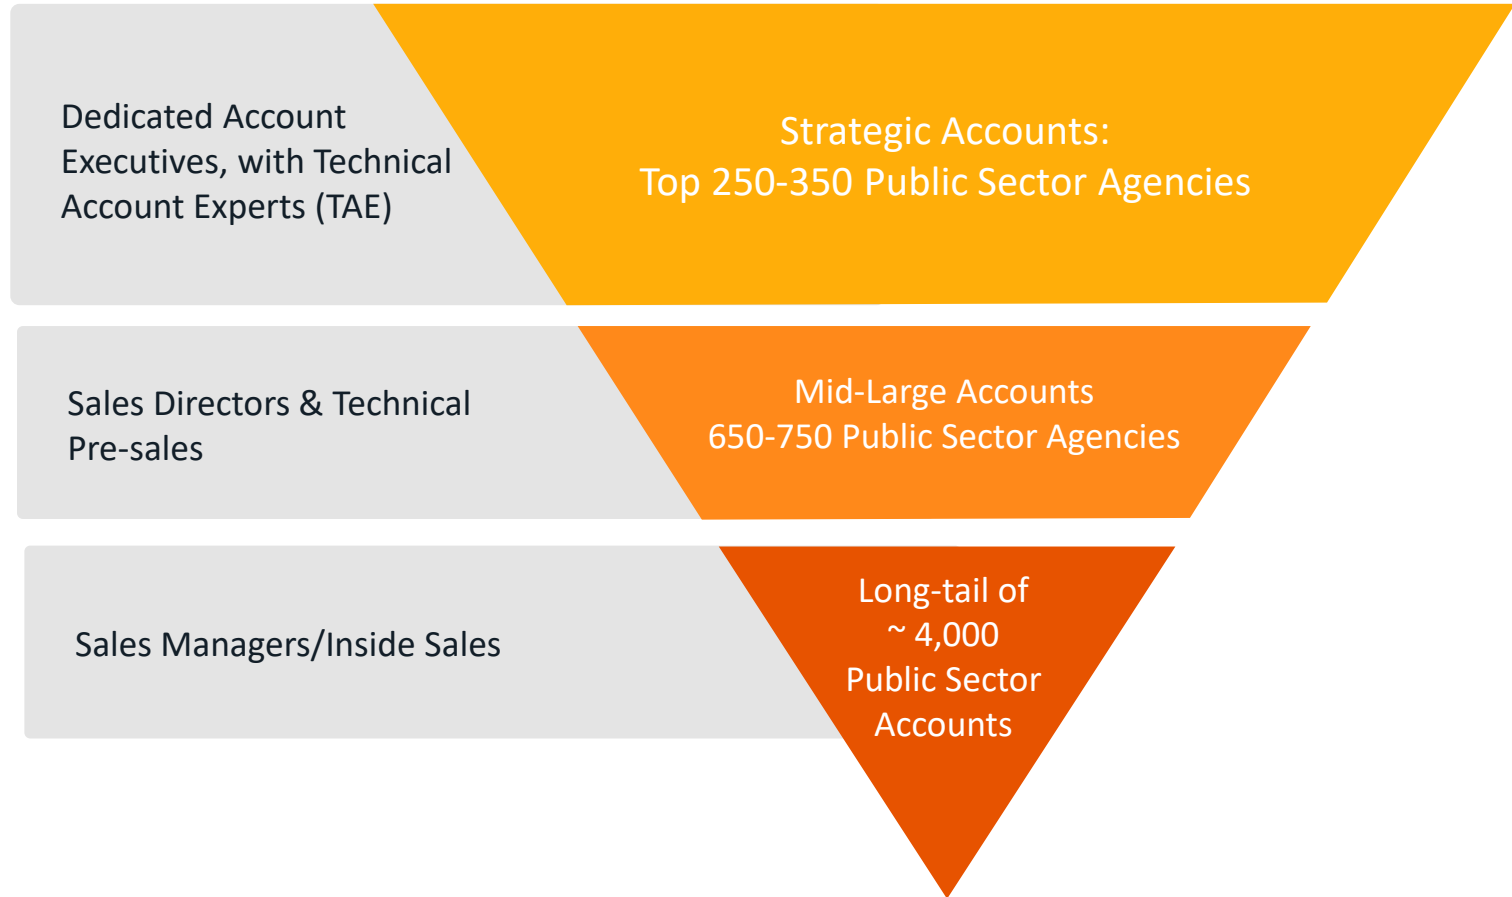 Dedicated Account
Executives, with Technical
Account Experts (TAE)
Strategic Accounts:
Top 250-350 Public Sector Agencies
Sales Directors & Technical
Pre-sales
Mid-Large Accounts
650-750 Public Sector Agencies
Sales Managers/Inside Sales
Long-tail of
~ 4,000
Public Sector
Accounts